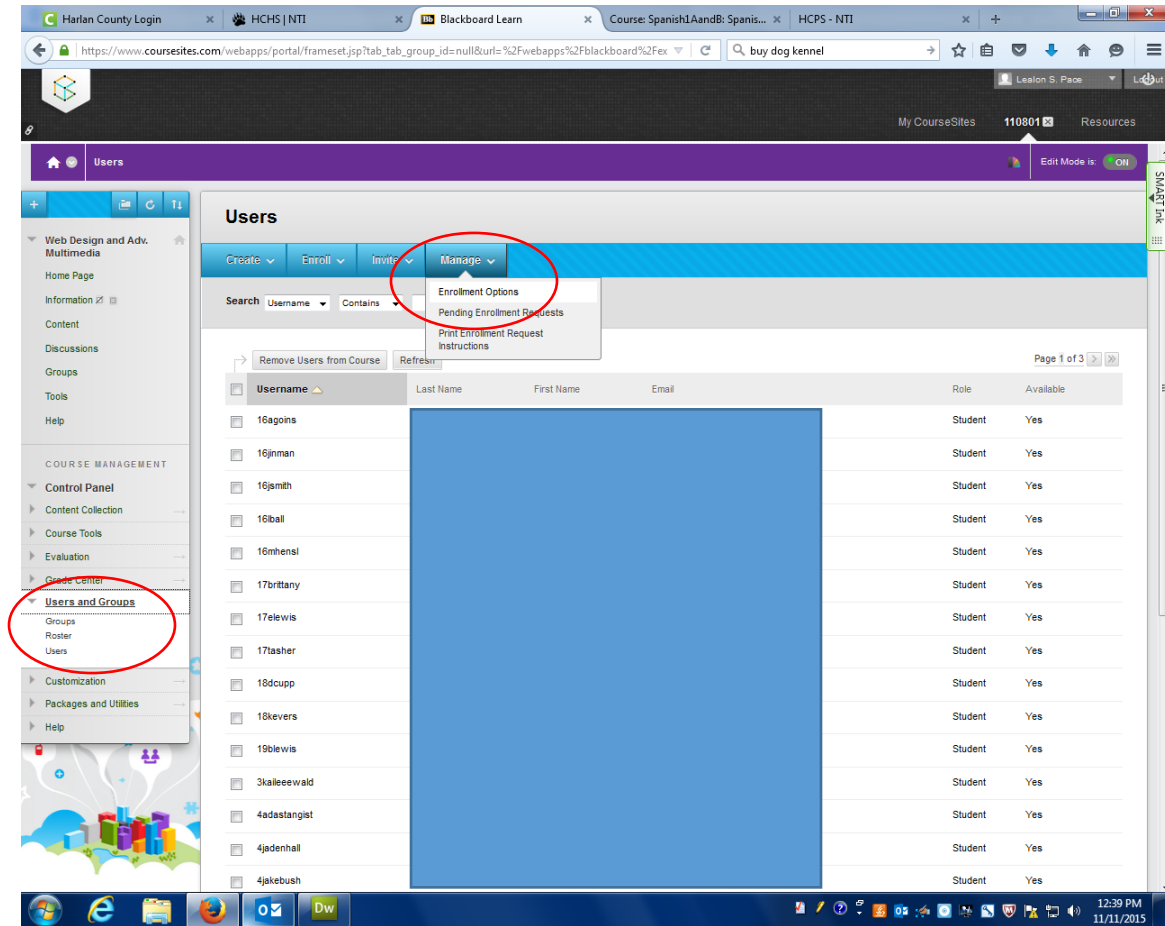 Harlan County Login
HCHS | NTI
Bb Blackboard Learn
Course: Spanish1AandB: Spanis...
HCPS - NTI
https://www.coursesites.com/webapps/portal/frameset.jsp?tab_tab_group_id=null&url=%2Fwebapps%2Fblackboard%2Fex
buy dog kennel
Lealon S. Pace
Logout
My CourseSites
110801
Resources
Users
Edit Mode is: ON
SMART Ink
Web Design and Adv.
Multimedia
Home Page
Information
Content
Discussions
Groups
Tools
Help
COURSE MANAGEMENT
Control Panel
Content Collection
Course Tools
Evaluation
Grade Center
Users and Groups
Groups
Roster
Users
Customization
Packages and Utilities
Help
Users
Create Enroll Invite Manage
Enrollment Options
Pending Enrollment Requests
Print Enrollment Request
Instructions
Search Username Contains
Remove Users from Course Refresh
Page 1 of 3
Username Last Name First Name Email Role Available
16agoins Student Yes
16jinman Student Yes
16jsmith Student Yes
16lball Student Yes
16mhensl Student Yes
17brittany Student Yes
17elewis Student Yes
17tasher Student Yes
18dcupp Student Yes
18kevers Student Yes
19blewis Student Yes
3kaileeewald Student Yes
4adastangist Student Yes
4jadenhall Student Yes
4jakebush Student Yes
Dw
12:39 PM
11/11/2015